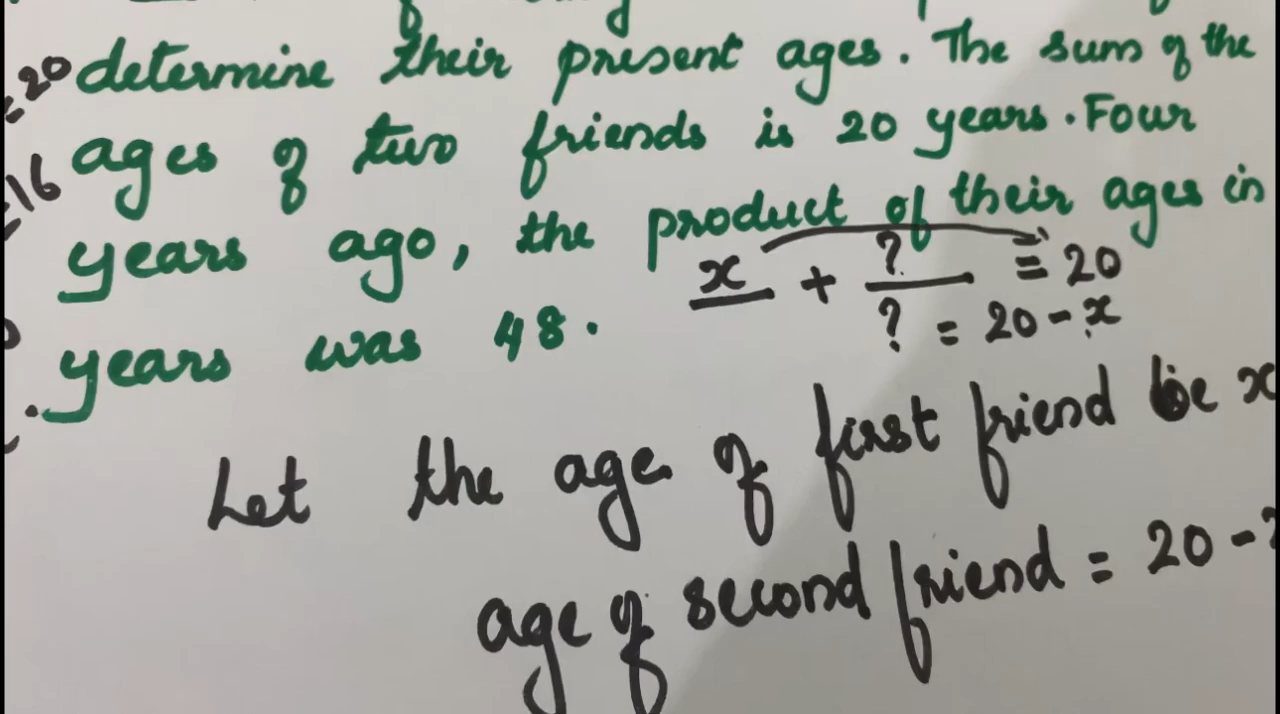 = 20 determine their present ages. The sum of the
= 16 ages of two friends is 20 years. Four
years ago, the product of their ages in
x + ? = 20
years was 48. ? = 20 - x
Let the age of first friend be x
age of second friend = 20 -